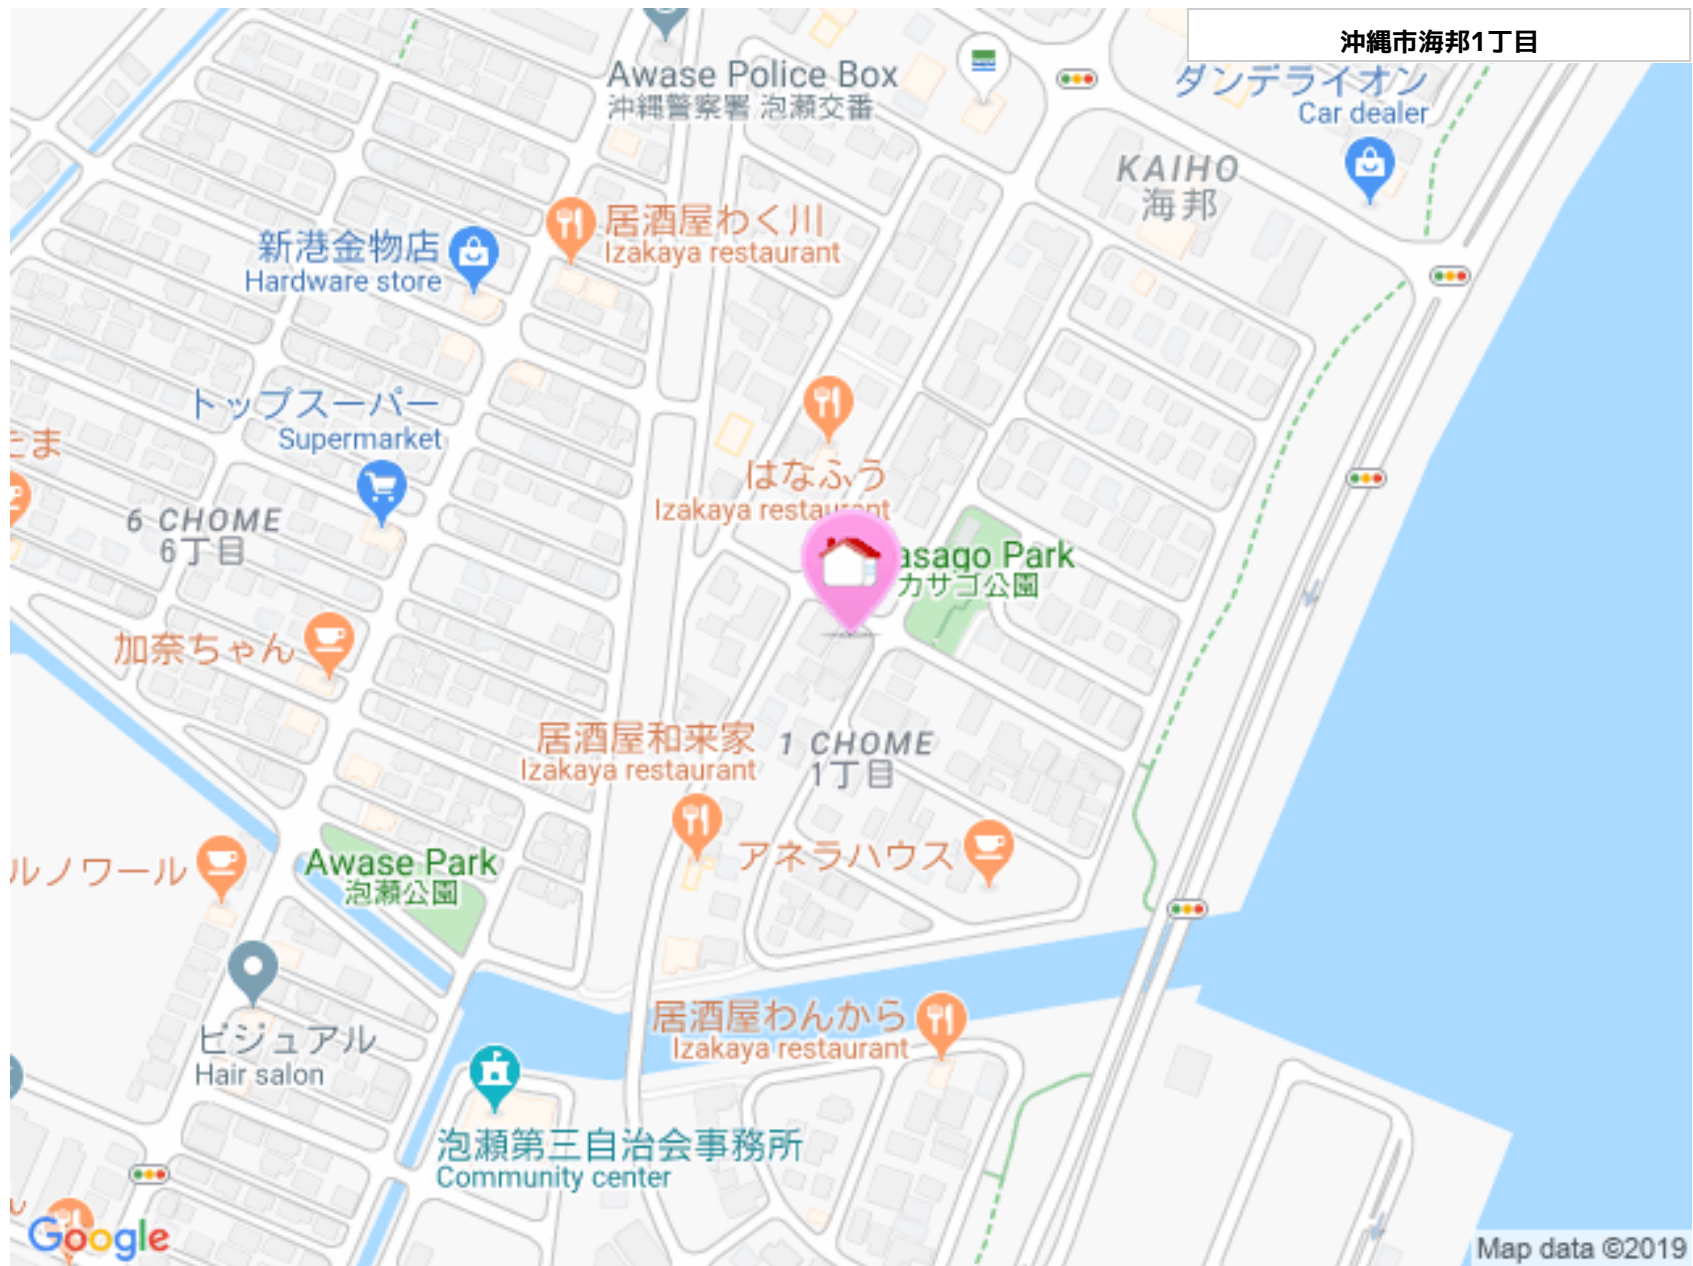 沖縄市海邦1丁目
Awase Police Box
沖縄警察署 泡瀬交番
ダンデライオン
Car dealer
KAIHO
海邦
居酒屋わく川
Izakaya restaurant
新港金物店
Hardware store
トップスーパー
Supermarket
たま
はなふう
Izakaya restaurant
6 CHOME
6丁目
asago Park
カサゴ公園
加奈ちゃん
居酒屋和来家
Izakaya restaurant
1 CHOME
1丁目
アネラハウス
ルノワール
Awase Park
泡瀬公園
居酒屋わんから
Izakaya restaurant
ビジュアル
Hair salon
泡瀬第三自治会事務所
Community center
Google
Map data ©2019